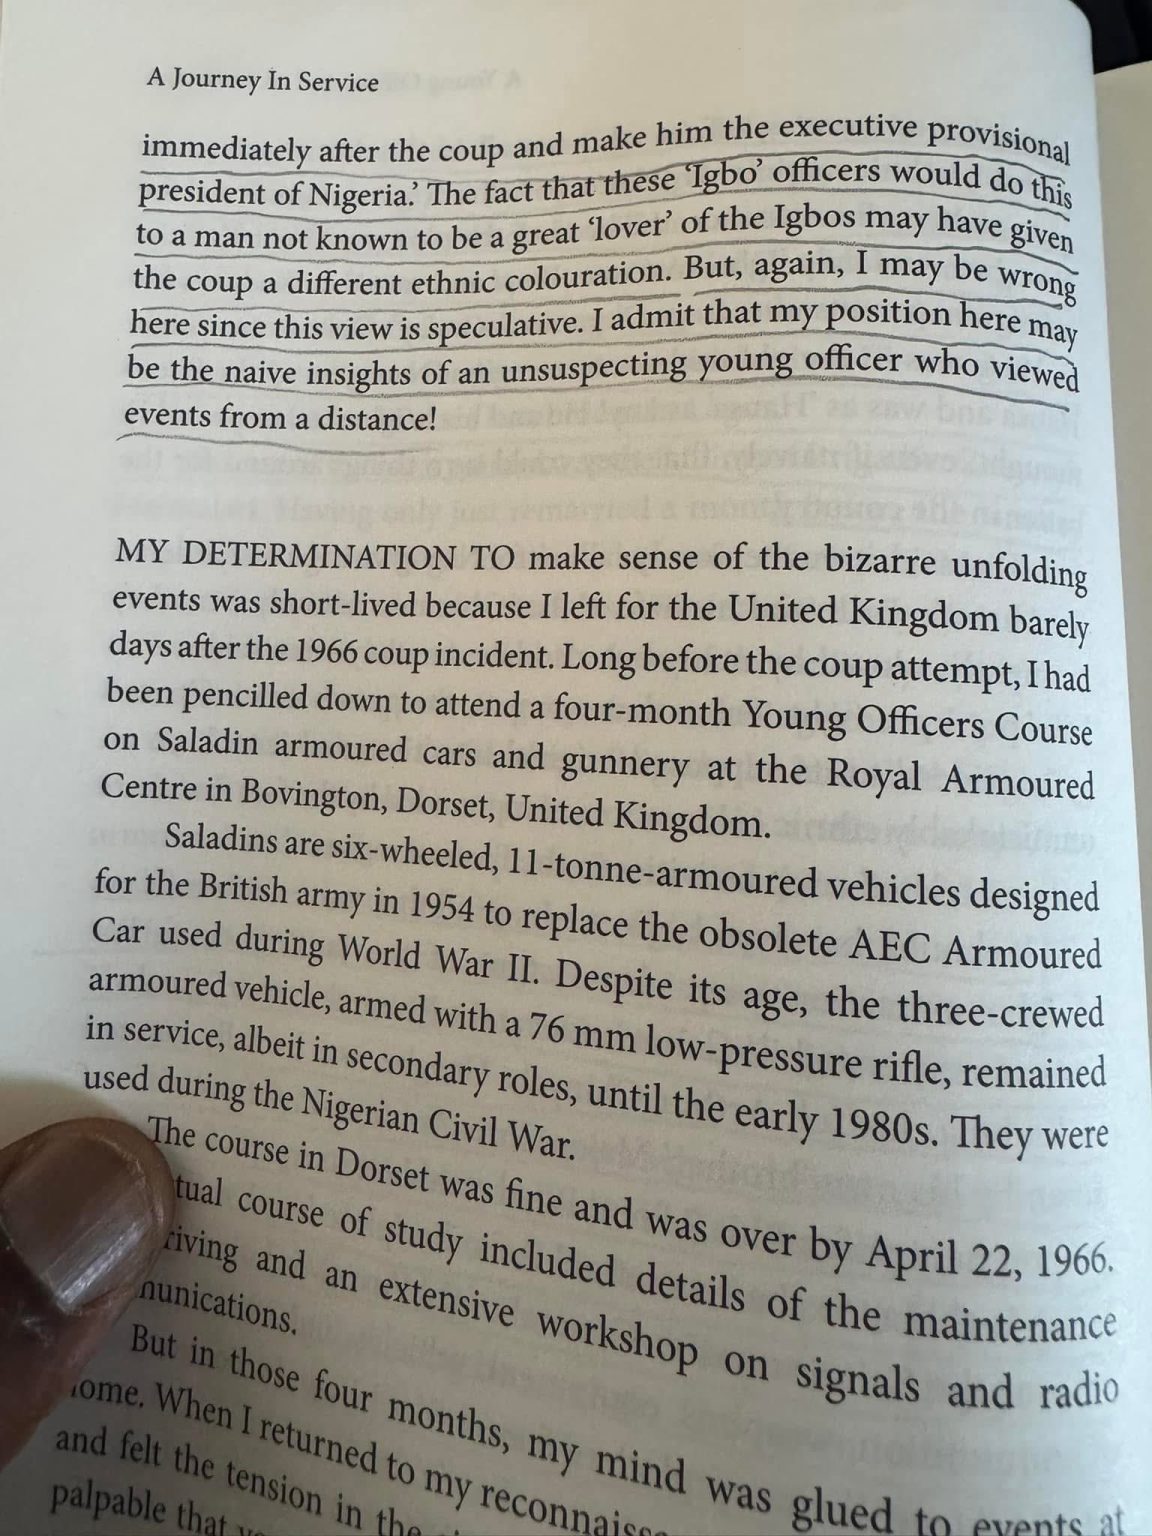 A Journey In Service
immediately after the coup and make him the executive provisional
president of Nigeria.' The fact that these 'Igbo' officers would do this
to a man not known to be a great 'lover' of the Igbos may have given
the coup a different ethnic colouration. But, again, I may be wrong
here since this view is speculative. I admit that my position here may
be the naive insights of an unsuspecting young officer who viewed
events from a distance!
MY DETERMINATION TO make sense of the bizarre unfolding
events was short-lived because I left for the United Kingdom barely
days after the 1966 coup incident. Long before the coup attempt, I had
been pencilled down to attend a four-month Young Officers Course
on Saladin armoured cars and gunnery at the Royal Armoured
Centre in Bovington, Dorset, United Kingdom.
Saladins are six-wheeled, 11-tonne-armoured vehicles designed
for the British army in 1954 to replace the obsolete AEC Armoured
Car used during World War II. Despite its age, the three-crewed
armoured vehicle, armed with a 76 mm low-pressure rifle, remained
in service, albeit in secondary roles, until the early 1980s. They were
used during the Nigerian Civil War.
The course in Dorset was fine and was over by April 22, 1966.
course of study included details of the maintenance
and an extensive workshop on signals and radio
But in those four months, my mind was glued to events at
When I returned to my
and felt the tension in the
palpable that